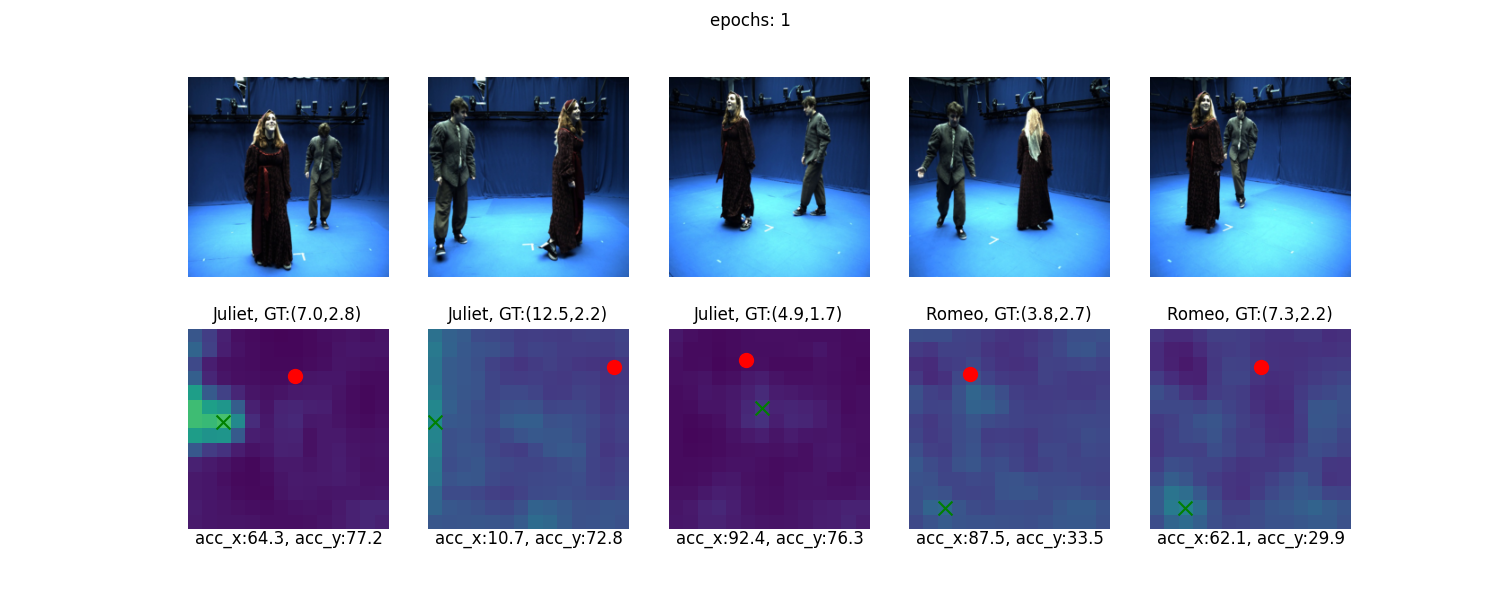 epochs: 1
Juliet, GT:(7.0,2.8)
Juliet, GT:(12.5,2.2)
Juliet, GT:(4.9,1.7)
Romeo, GT:(3.8,2.7)
Romeo, GT:(7.3,2.2)
acc_x:64.3, acc_y:77.2
acc_x:10.7, acc_y:72.8
acc_x:92.4, acc_y:76.3
acc_x:87.5, acc_y:33.5
acc_x:62.1, acc_y:29.9